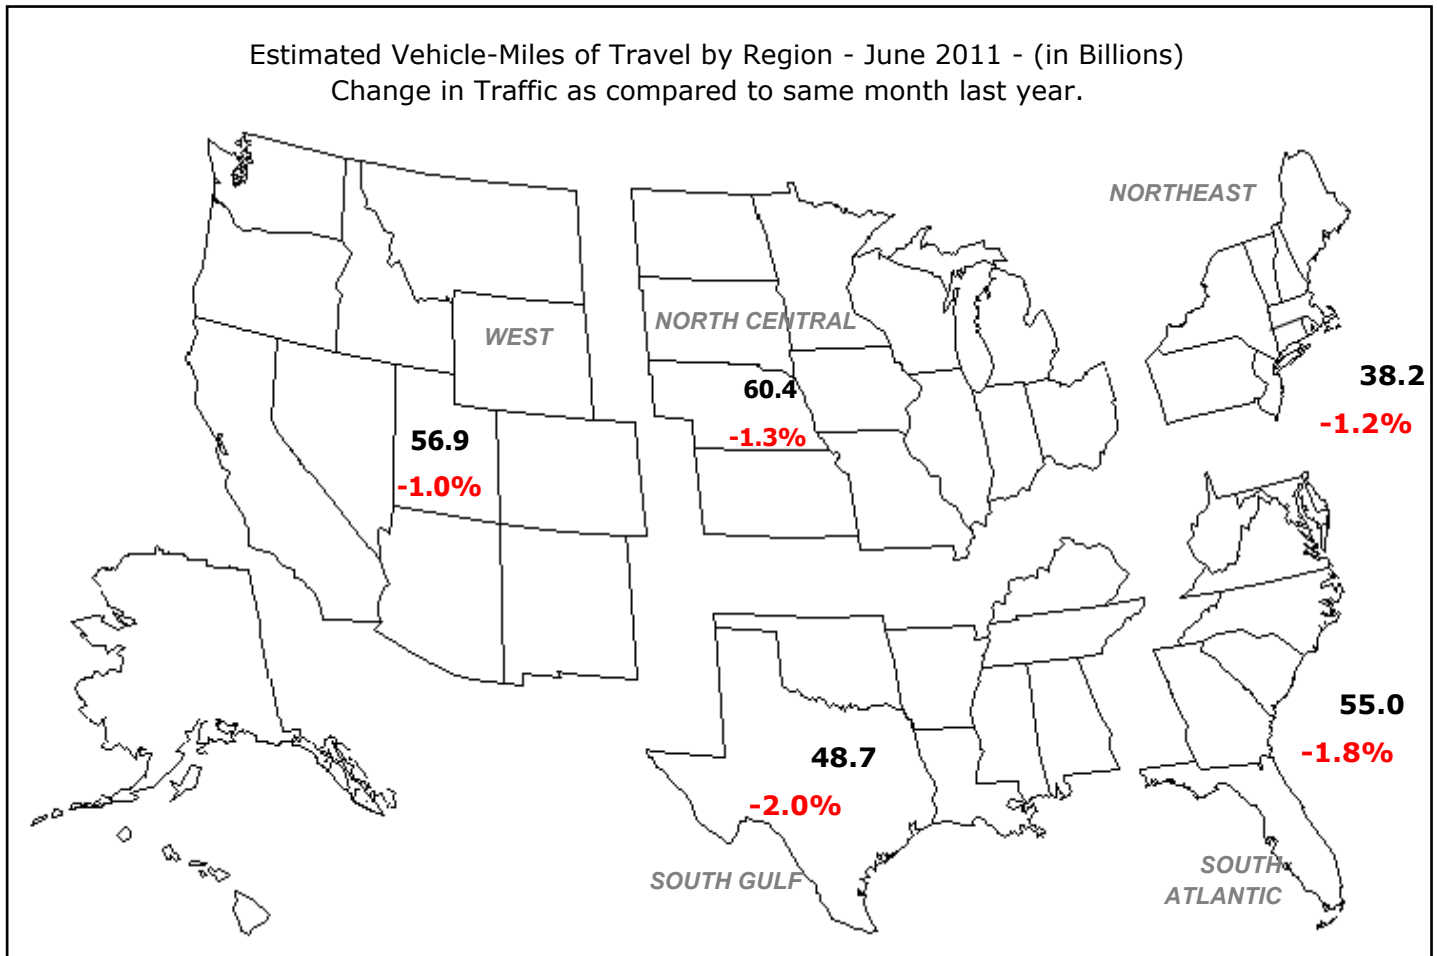 Estimated Vehicle-Miles of Travel by Region - June 2011 - (in Billions)
Change in Traffic as compared to same month last year.
NORTHEAST
38.2
-1.2%
NORTH CENTRAL
60.4
-1.3%
WEST
56.9
-1.0%
55.0
-1.8%
SOUTH
ATLANTIC
48.7
-2.0%
SOUTH GULF